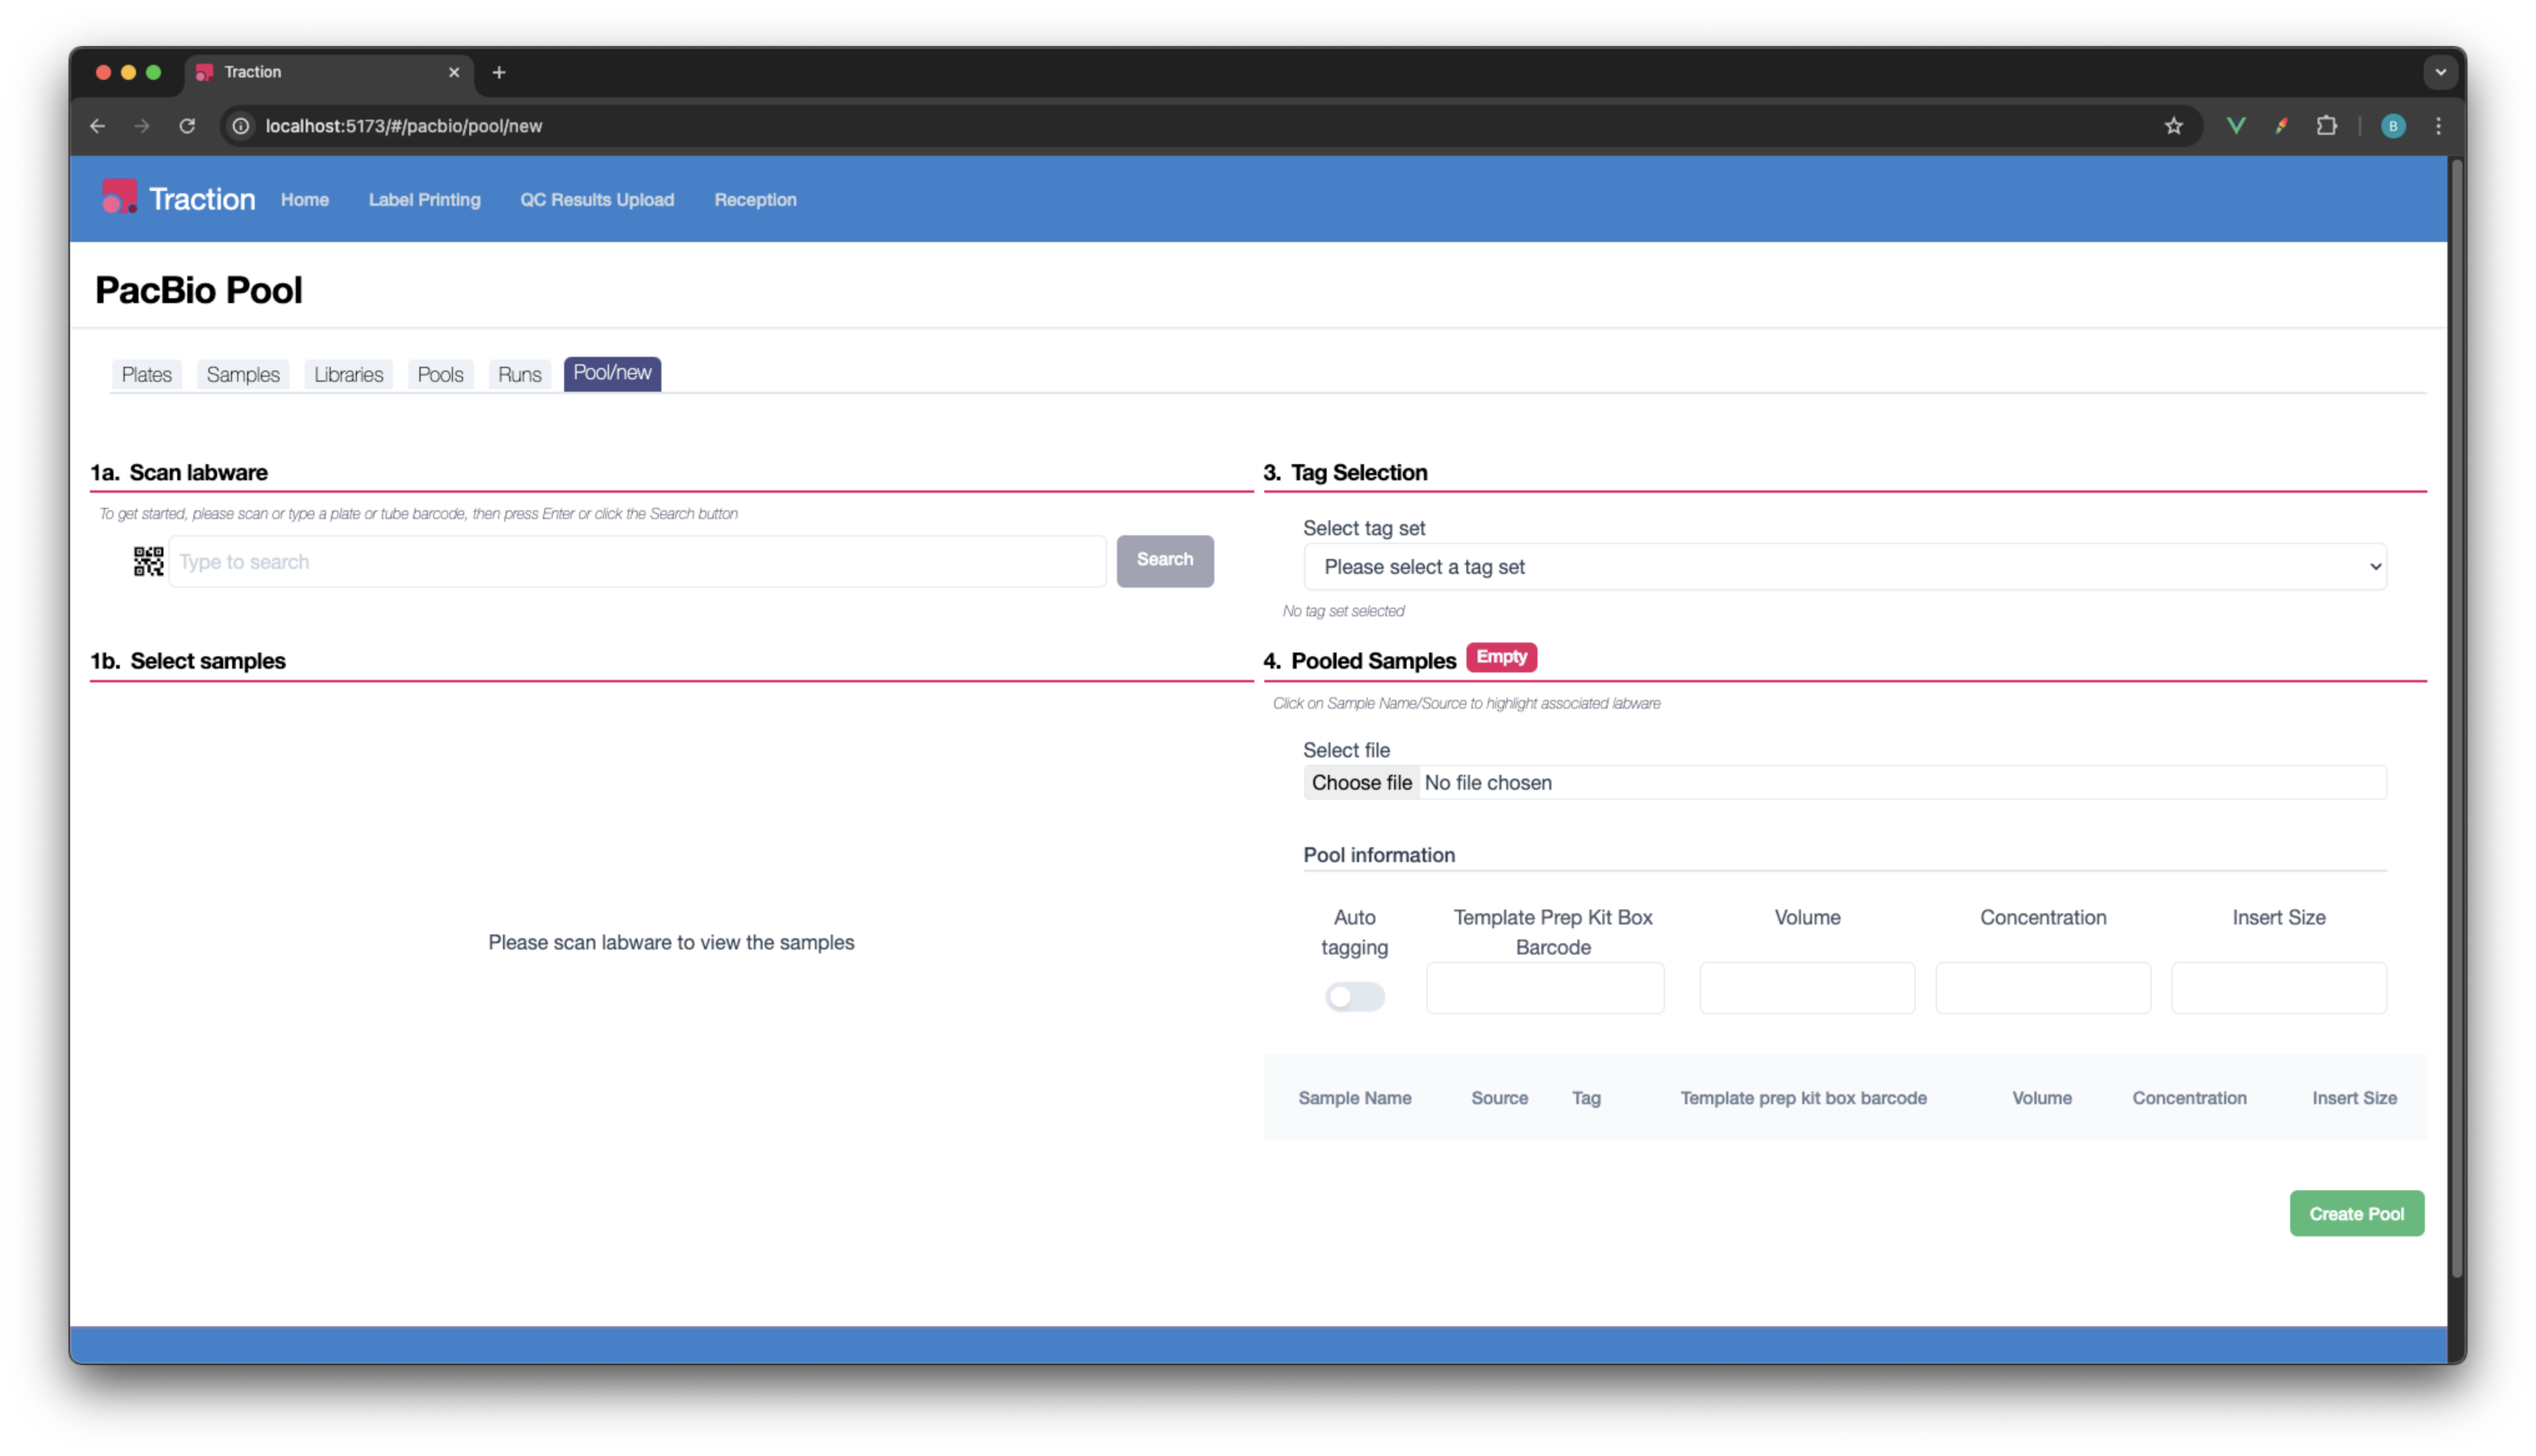 Traction
localhost:5173/#/pacbio/pool/new
B
Traction Home Label Printing QC Results Upload Reception
PacBio Pool
Plates Samples Libraries Pools Runs Pool/new
1a. Scan labware
To get started, please scan or type a plate or tube barcode, then press Enter or click the Search button
Type to search Search
1b. Select samples
Please scan labware to view the samples
3. Tag Selection
Select tag set
Please select a tag set
No tag set selected
4. Pooled Samples Empty
Click on Sample Name/Source to highlight associated labware
Select file
Choose file No file chosen
Pool information
Auto tagging
Template Prep Kit Box Barcode
Volume
Concentration
Insert Size
Sample Name Source Tag Template prep kit box barcode Volume Concentration Insert Size
Create Pool